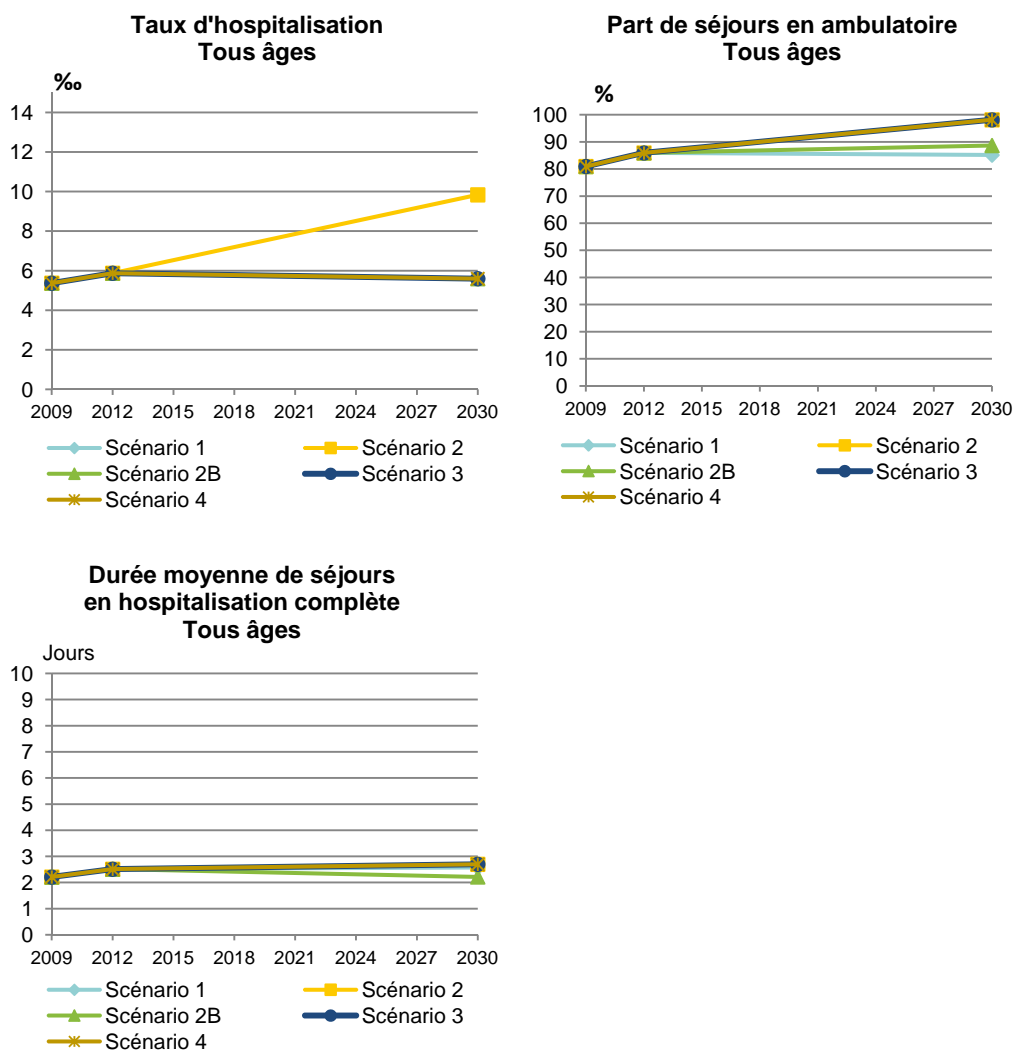 Taux d'hospitalisation
Tous âges
‰
14
12
10
8
6
4
2
0
2009 2012 2015 2018 2021 2024 2027 2030
Scénario 1
Scénario 2
Scénario 2B
Scénario 3
Scénario 4
Part de séjours en ambulatoire
Tous âges
%
100
90
80
70
60
50
40
30
20
10
0
2009 2012 2015 2018 2021 2024 2027 2030
Scénario 1
Scénario 2
Scénario 2B
Scénario 3
Scénario 4
Durée moyenne de séjours
en hospitalisation complète
Tous âges
Jours
10
9
8
7
6
5
4
3
2
1
0
2009 2012 2015 2018 2021 2024 2027 2030
Scénario 1
Scénario 2
Scénario 2B
Scénario 3
Scénario 4